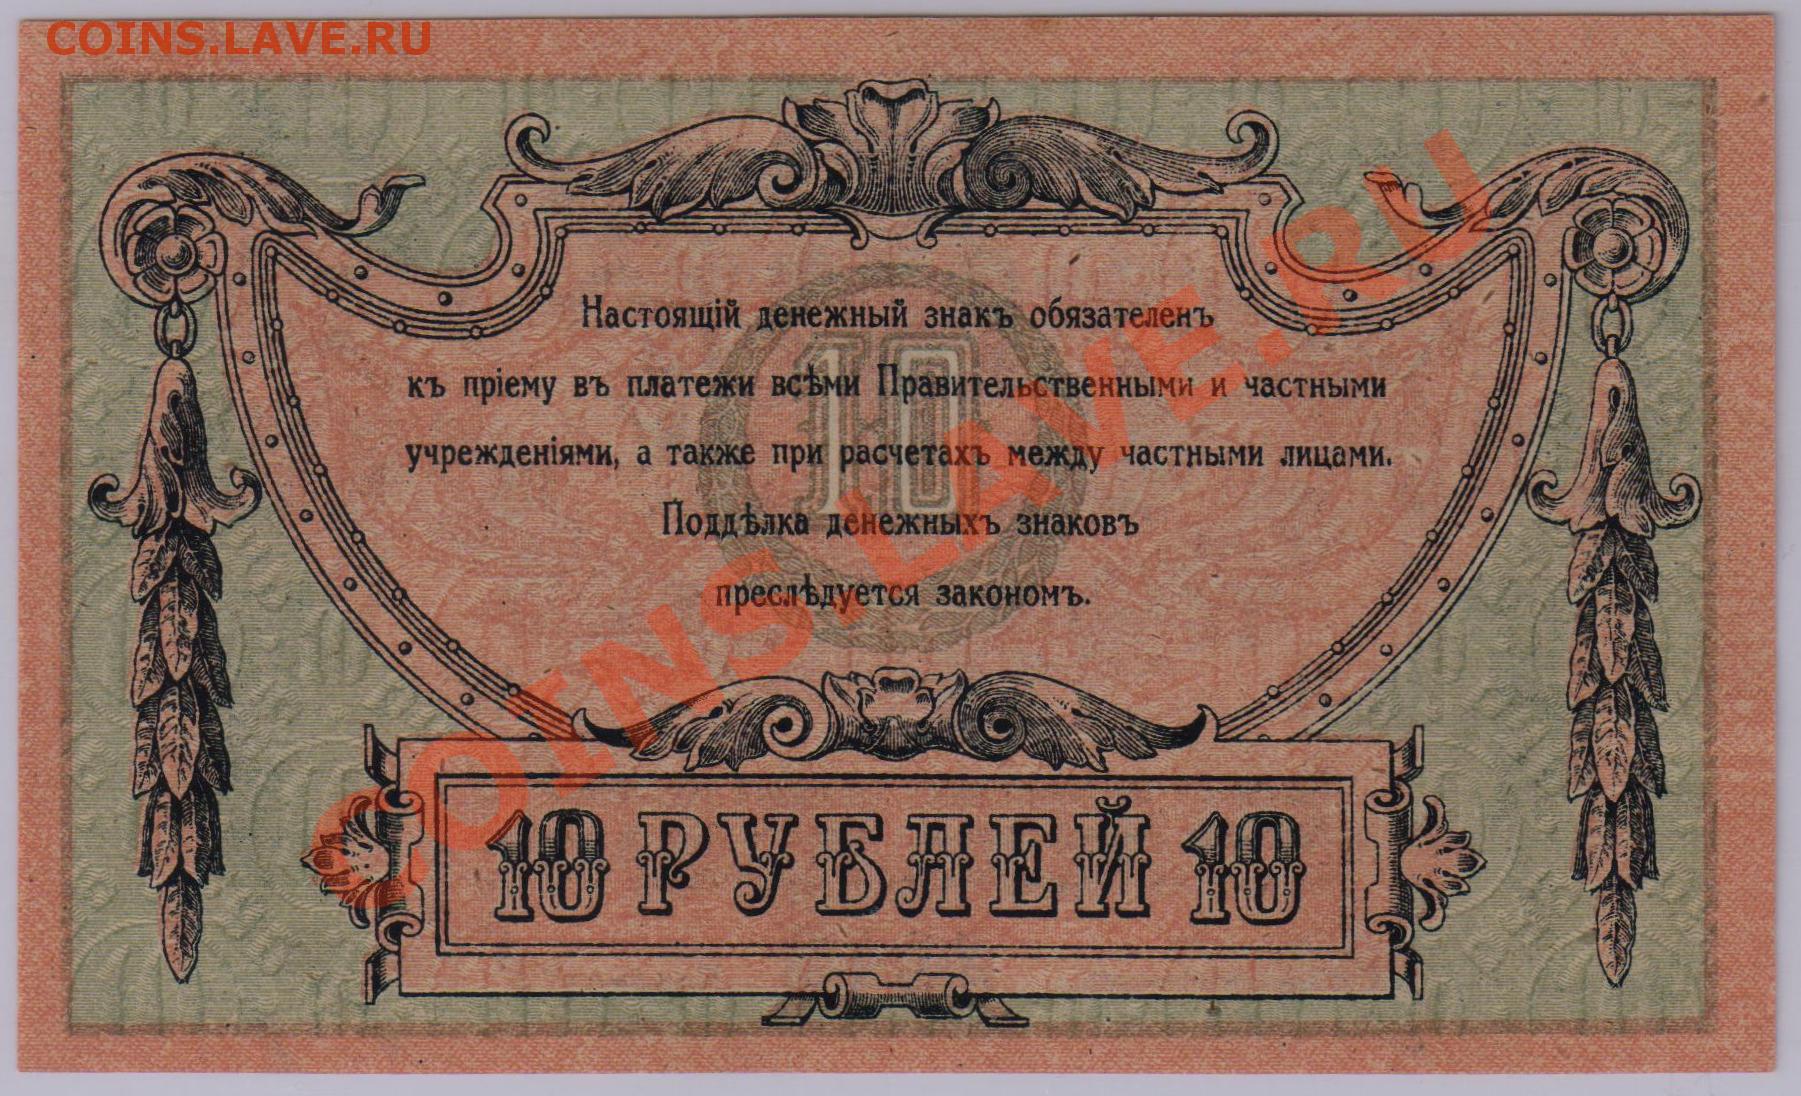 COINS.LAVE.RU
Настоящій денежный знакъ обязателенъ
къ пріему въ платежи всѣми Правительственными и частными
учрежденіями, а также при расчетахъ между частными лицами.
Поддѣлка денежныхъ знаковъ
преслѣдуется закономъ.
10
COINS.LAVE.RU
10 РУБЛЕЙ 10